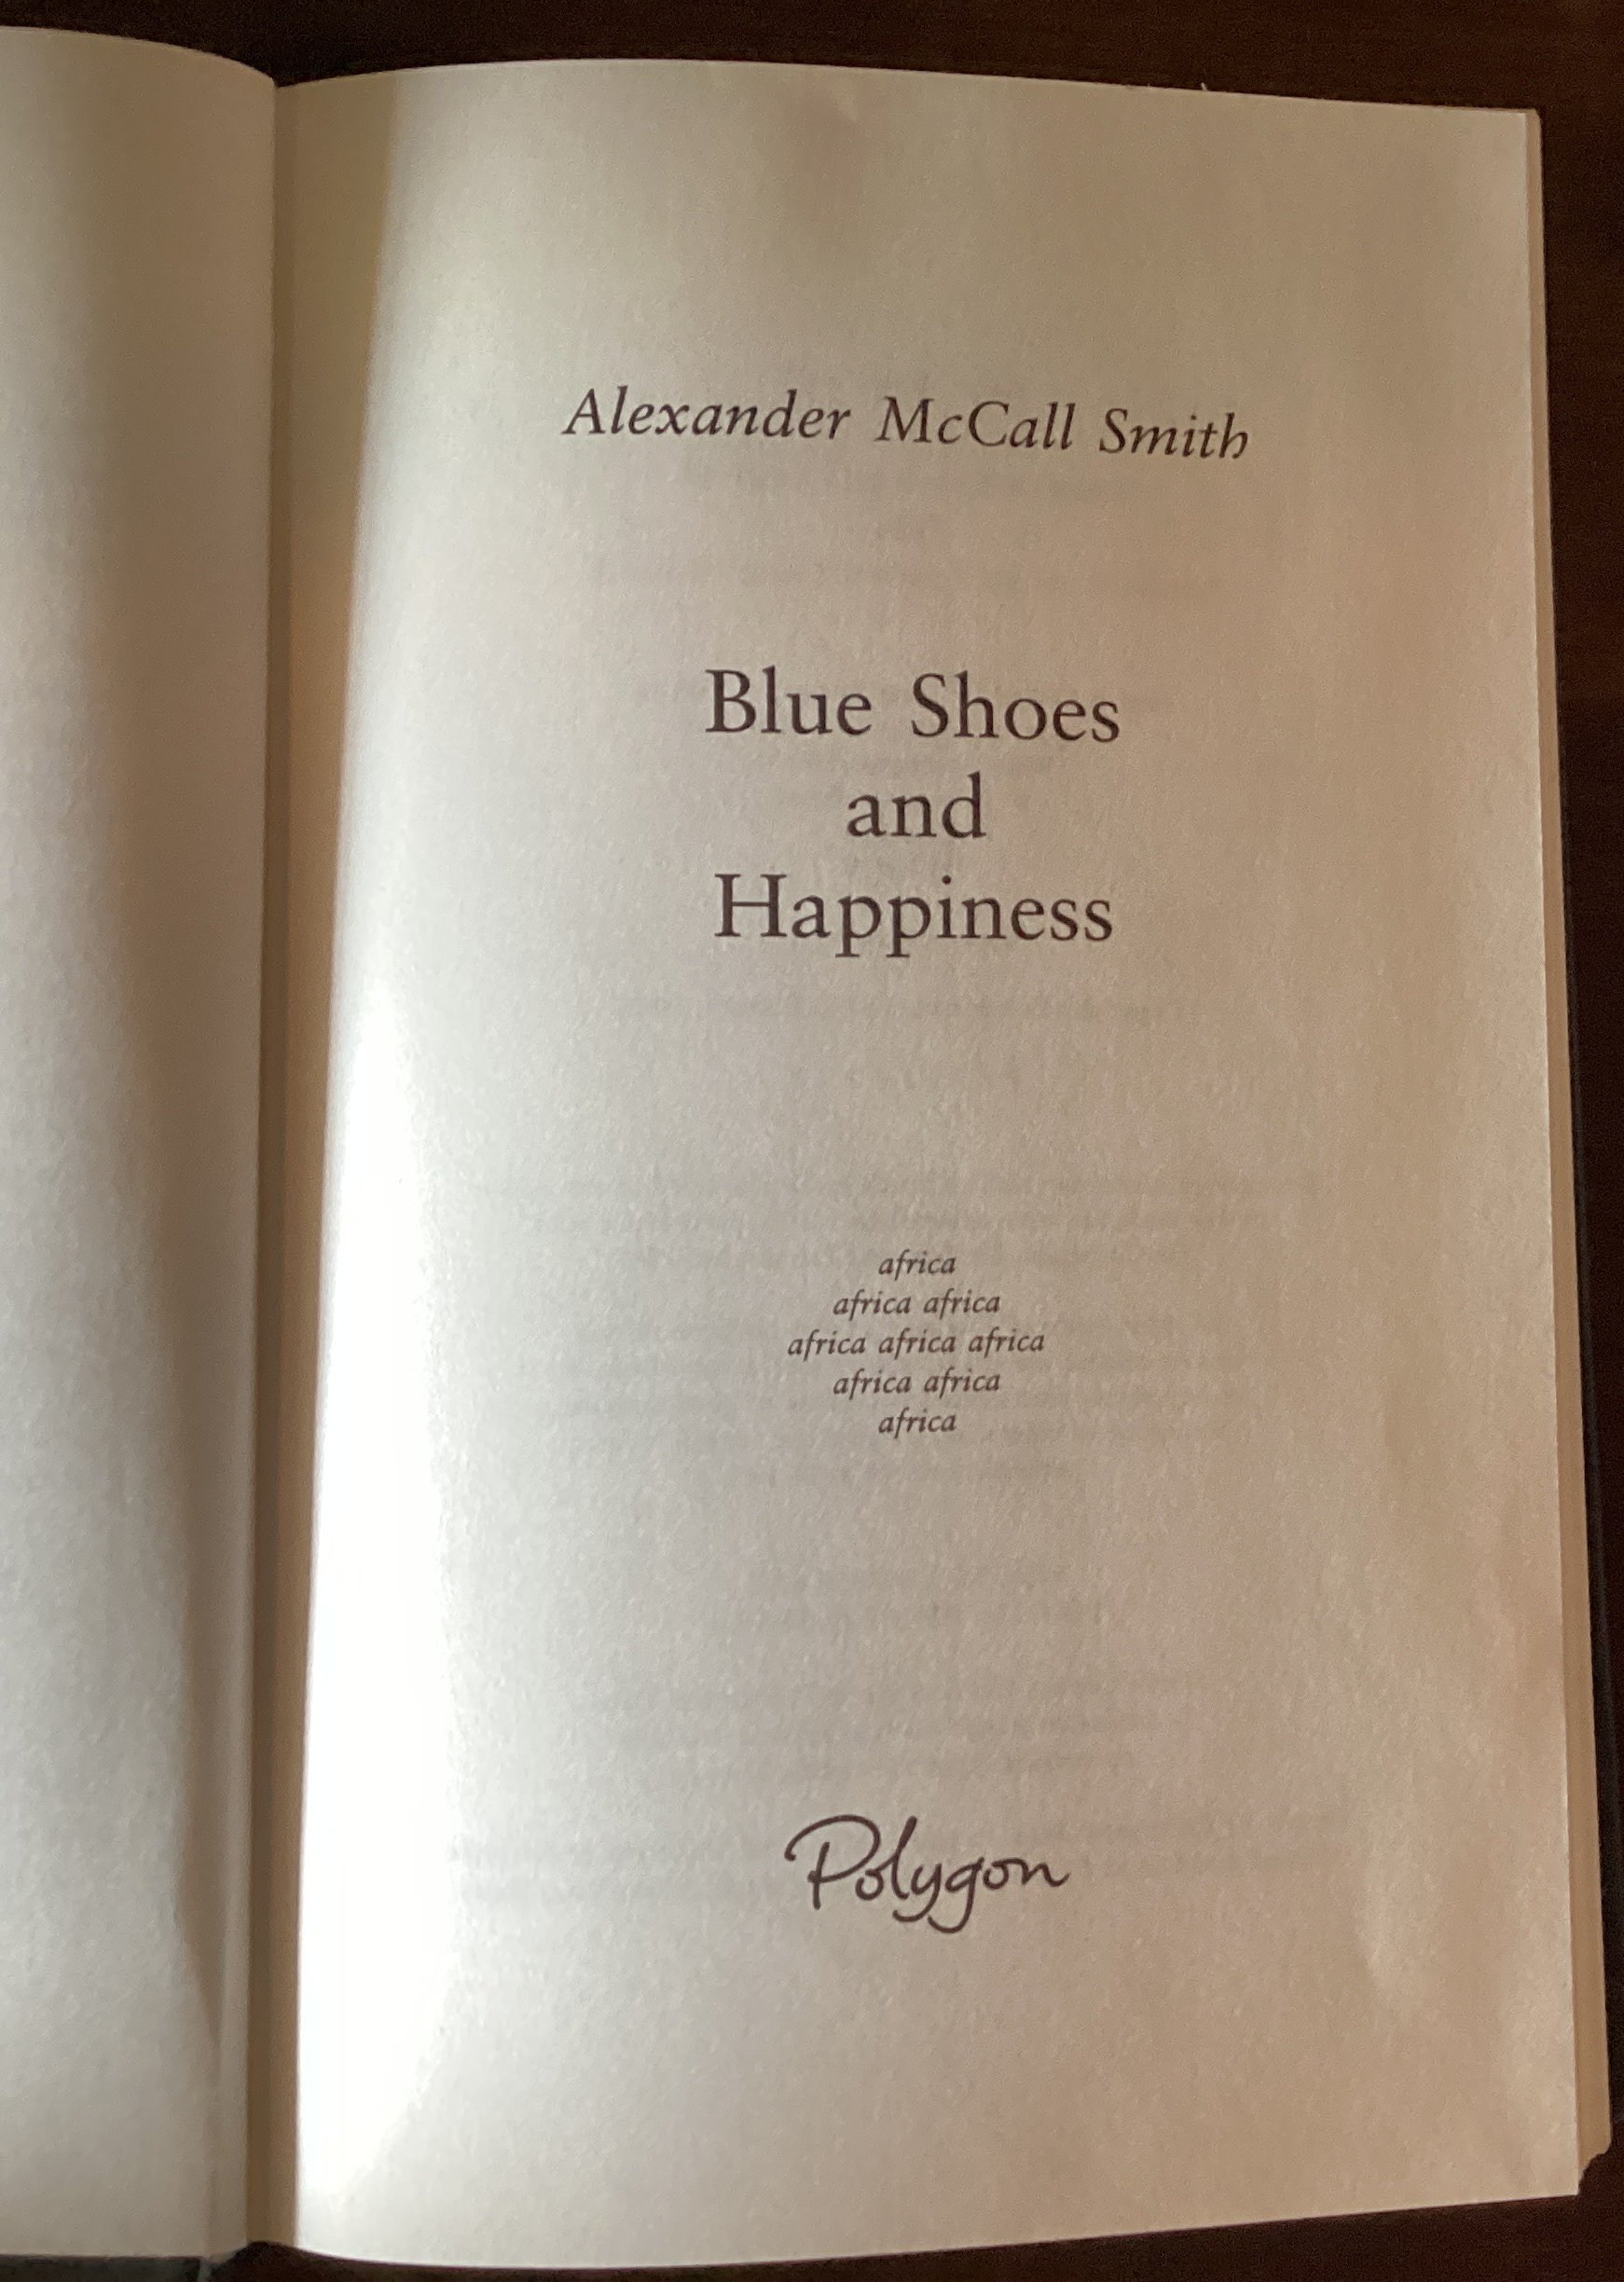 Alexander McCall Smith
Blue Shoes
and
Happiness
africa
africa africa
africa africa africa
africa africa
africa
Polygon